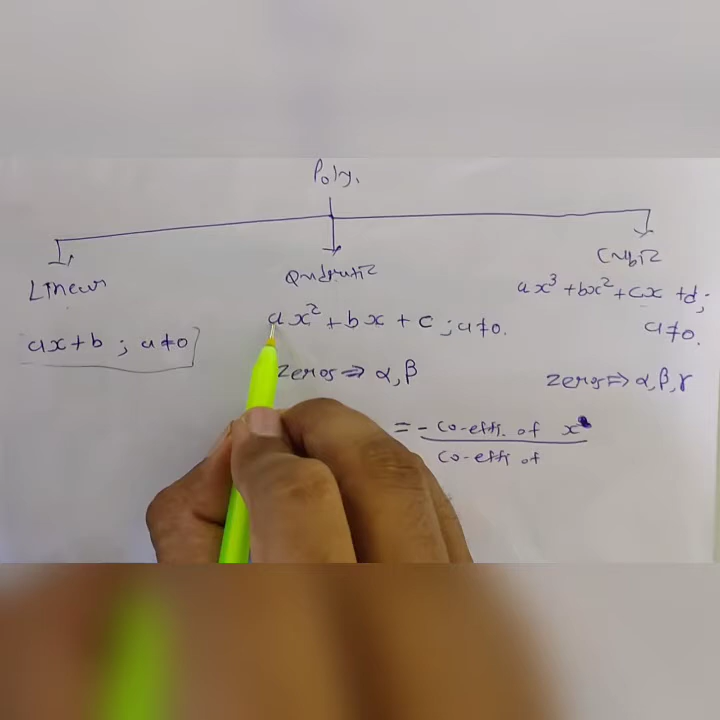 Poly.
Linear
Quadratic
Cubic
ax+b ; a≠0
ax² + bx + c ; a≠0.
ax³ +bx²+cx +d;
a≠0.
zeros ⇒ α, β
zeros ⇒ α, β, γ
= - co-effi. of x
co-effi of